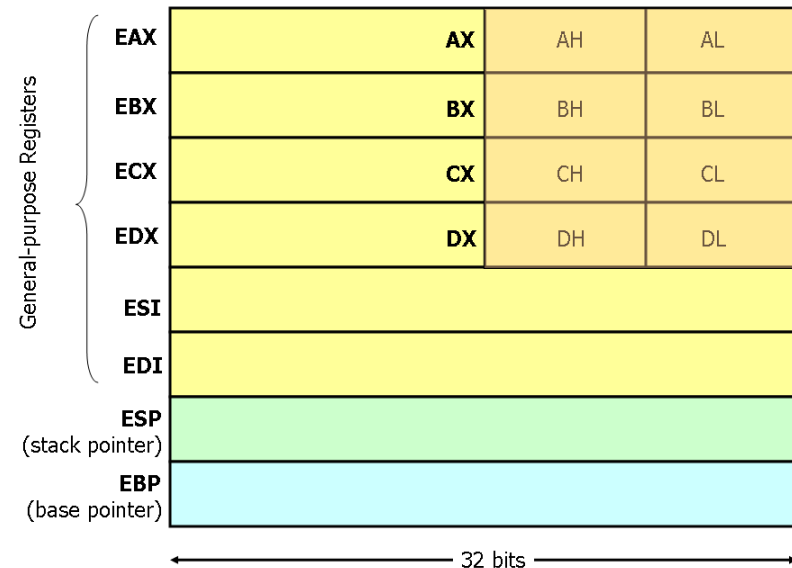 General-purpose Registers
EAX AX AH AL
EBX BX BH BL
ECX CX CH CL
EDX DX DH DL
ESI
EDI
ESP
(stack pointer)
EBP
(base pointer)
32 bits